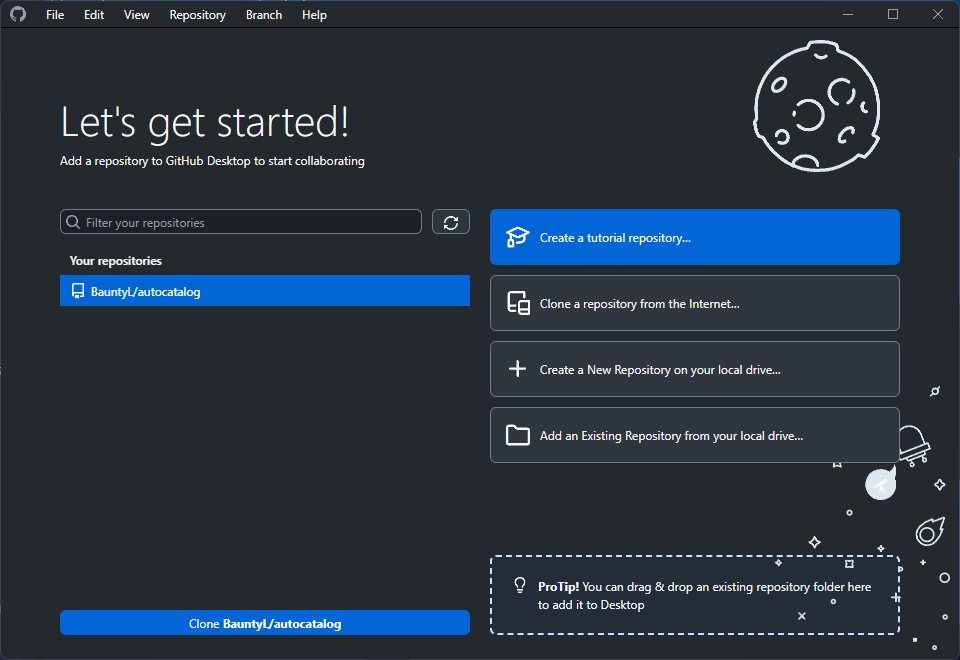 File Edit View Repository Branch Help
Let's get started!
Add a repository to GitHub Desktop to start collaborating
Filter your repositories
Your repositories
BauntyL/autocatalog
Clone BauntyL/autocatalog
Create a tutorial repository...
Clone a repository from the Internet...
Create a New Repository on your local drive...
Add an Existing Repository from your local drive...
ProTip! You can drag & drop an existing repository folder here
to add it to Desktop